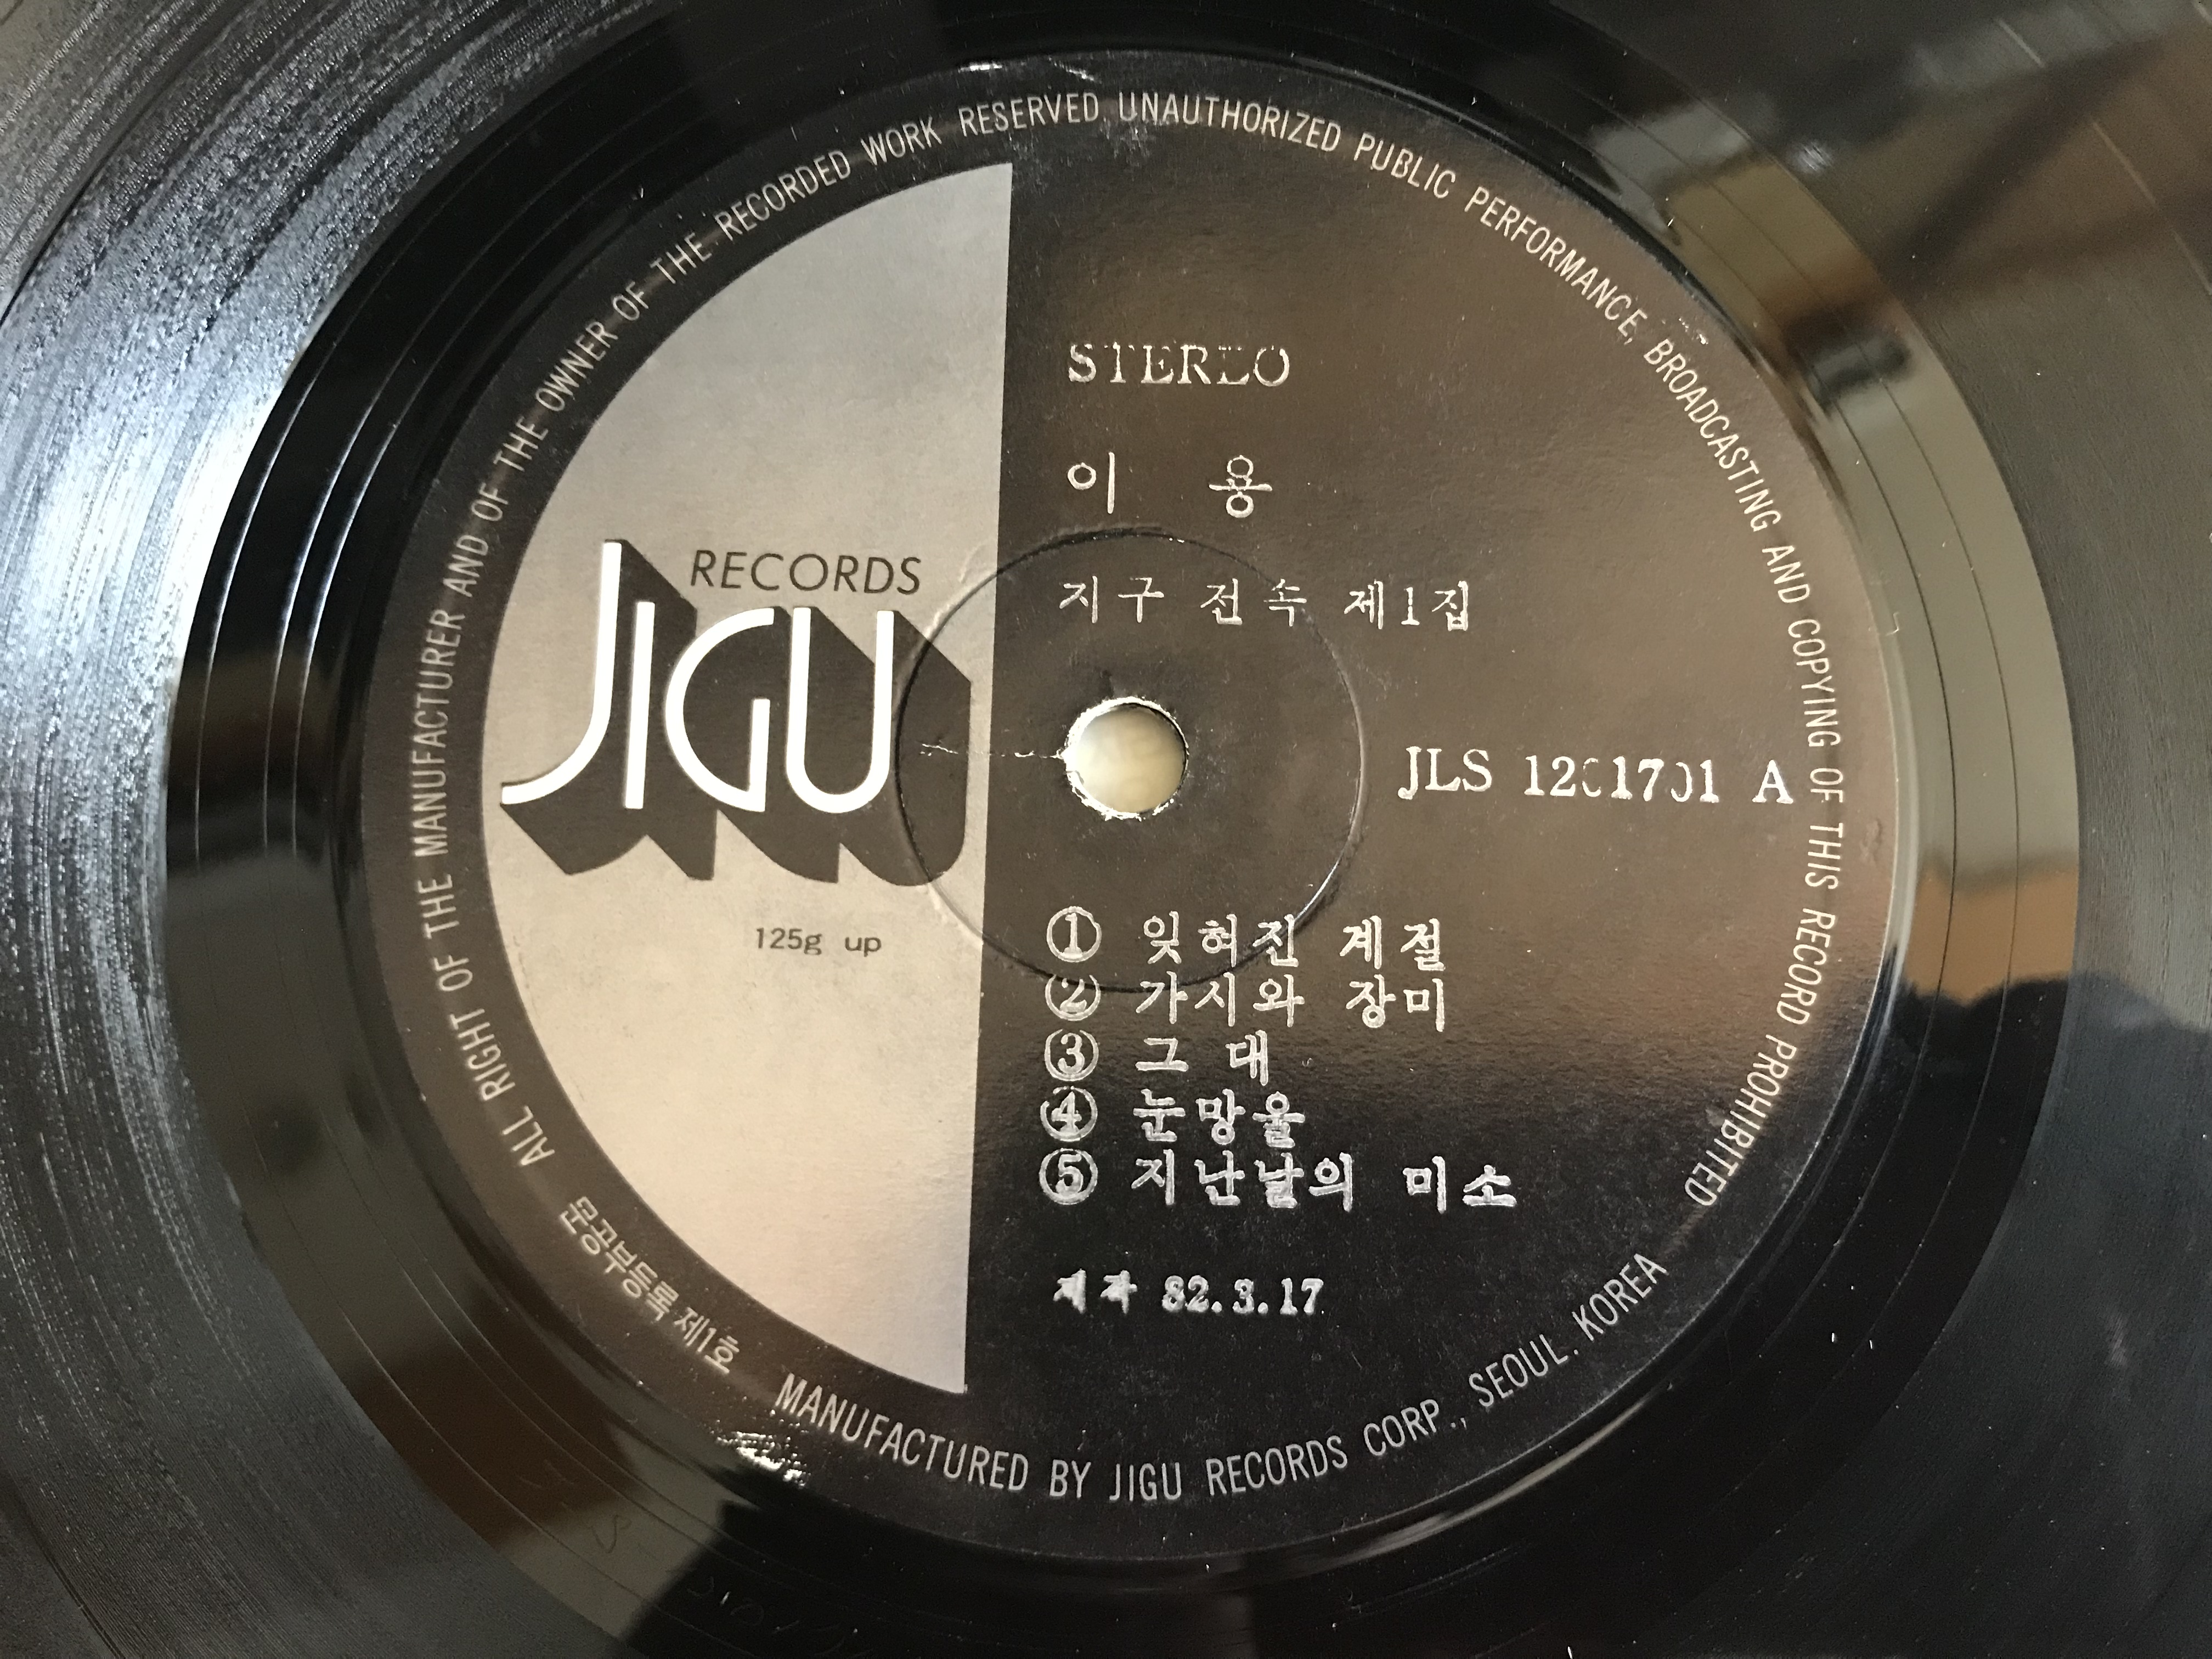 ALL RIGHT OF THE MANUFACTURER AND OF THE OWNER OF THE RECORDED WORK RESERVED UNAUTHORIZED PUBLIC PERFORMANCE, BROADCASTING AND COPYING OF THIS RECORD PROHIBITED
STEREO
이 용
지구 전속 제1집
RECORDS
JIGU
125g up
JLS 1201701 A
① 잊혀진 계절
② 가시와 장미
③ 그 대
④ 눈망울
⑤ 지난날의 미소
제작 82.3.17
문공부등록 제1호
MANUFACTURED BY JIGU RECORDS CORP., SEOUL. KOREA